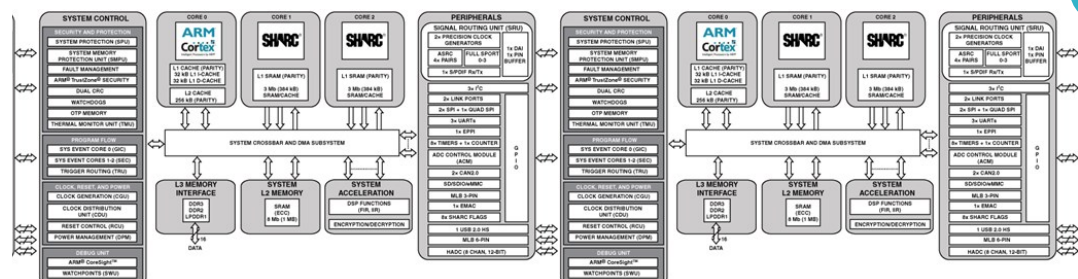 SYSTEM CONTROL
SECURITY AND PROTECTION
SYSTEM PROTECTION (SPU)
SYSTEM MEMORY
PROTECTION UNIT (SMPU)
FAULT MANAGEMENT
ARM® TrustZone® SECURITY
DUAL CRC
WATCHDOGS
OTP MEMORY
THERMAL MONITOR UNIT (TMU)
PROGRAM FLOW
SYS EVENT CORE 0 (GIC)
SYS EVENT CORES 1-2 (SEC)
TRIGGER ROUTING (TRU)
CLOCK, RESET, AND POWER
CLOCK GENERATION (CGU)
CLOCK DISTRIBUTION
UNIT (CDU)
RESET CONTROL (RCU)
POWER MANAGEMENT (DPM)
DEBUG UNIT
ARM® CoreSight™
WATCHPOINTS (SWU)
CORE 0
ARM
Cortex
L1 CACHE (PARITY)
32 kB L1 I-CACHE
32 kB L1 D-CACHE
L2 CACHE
256 kB (PARITY)
CORE 1
SHARC
L1 SRAM (PARITY)
3 Mb (384 kB)
SRAM/CACHE
CORE 2
SHARC
L1 SRAM (PARITY)
3 Mb (384 kB)
SRAM/CACHE
SYSTEM CROSSBAR AND DMA SUBSYSTEM
L3 MEMORY
INTERFACE
DDR3
DDR2
LPDDR1
16
DATA
SYSTEM
L2 MEMORY
SRAM
(ECC)
8 Mb (1 MB)
SYSTEM
ACCELERATION
DSP FUNCTIONS
(FIR, IIR)
ENCRYPTION/DECRYPTION
PERIPHERALS
SIGNAL ROUTING UNIT (SRU)
2x PRECISION CLOCK
GENERATORS
ASRC
4x PAIRS
FULL SPORT
0-3
1x S/PDIF Rx/Tx
1x DAI
1x PIN
BUFFER
3x I²C
2x LINK PORTS
2x SPI + 1x QUAD SPI
3x UARTs
1x EPPI
8x TIMERS + 1x COUNTER
ADC CONTROL MODULE
(ACM)
2x CAN2.0
SD/SDIO/eMMC
MLB 3-PIN
1x EMAC
8x SHARC FLAGS
GPIO
1 USB 2.0 HS
MLB 6-PIN
HADC (8 CHAN, 12-BIT)
SYSTEM CONTROL
SECURITY AND PROTECTION
SYSTEM PROTECTION (SPU)
SYSTEM MEMORY
PROTECTION UNIT (SMPU)
FAULT MANAGEMENT
ARM® TrustZone® SECURITY
DUAL CRC
WATCHDOGS
OTP MEMORY
THERMAL MONITOR UNIT (TMU)
PROGRAM FLOW
SYS EVENT CORE 0 (GIC)
SYS EVENT CORES 1-2 (SEC)
TRIGGER ROUTING (TRU)
CLOCK, RESET, AND POWER
CLOCK GENERATION (CGU)
CLOCK DISTRIBUTION
UNIT (CDU)
RESET CONTROL (RCU)
POWER MANAGEMENT (DPM)
DEBUG UNIT
ARM® CoreSight™
WATCHPOINTS (SWU)
CORE 0
ARM
Cortex
L1 CACHE (PARITY)
32 kB L1 I-CACHE
32 kB L1 D-CACHE
L2 CACHE
256 kB (PARITY)
CORE 1
SHARC
L1 SRAM (PARITY)
3 Mb (384 kB)
SRAM/CACHE
CORE 2
SHARC
L1 SRAM (PARITY)
3 Mb (384 kB)
SRAM/CACHE
SYSTEM CROSSBAR AND DMA SUBSYSTEM
L3 MEMORY
INTERFACE
DDR3
DDR2
LPDDR1
16
DATA
SYSTEM
L2 MEMORY
SRAM
(ECC)
8 Mb (1 MB)
SYSTEM
ACCELERATION
DSP FUNCTIONS
(FIR, IIR)
ENCRYPTION/DECRYPTION
PERIPHERALS
SIGNAL ROUTING UNIT (SRU)
2x PRECISION CLOCK
GENERATORS
ASRC
4x PAIRS
FULL SPORT
0-3
1x S/PDIF Rx/Tx
1x DAI
1x PIN
BUFFER
3x I²C
2x LINK PORTS
2x SPI + 1x QUAD SPI
3x UARTs
1x EPPI
8x TIMERS + 1x COUNTER
ADC CONTROL MODULE
(ACM)
2x CAN2.0
SD/SDIO/eMMC
MLB 3-PIN
1x EMAC
8x SHARC FLAGS
GPIO
1 USB 2.0 HS
MLB 6-PIN
HADC (8 CHAN, 12-BIT)